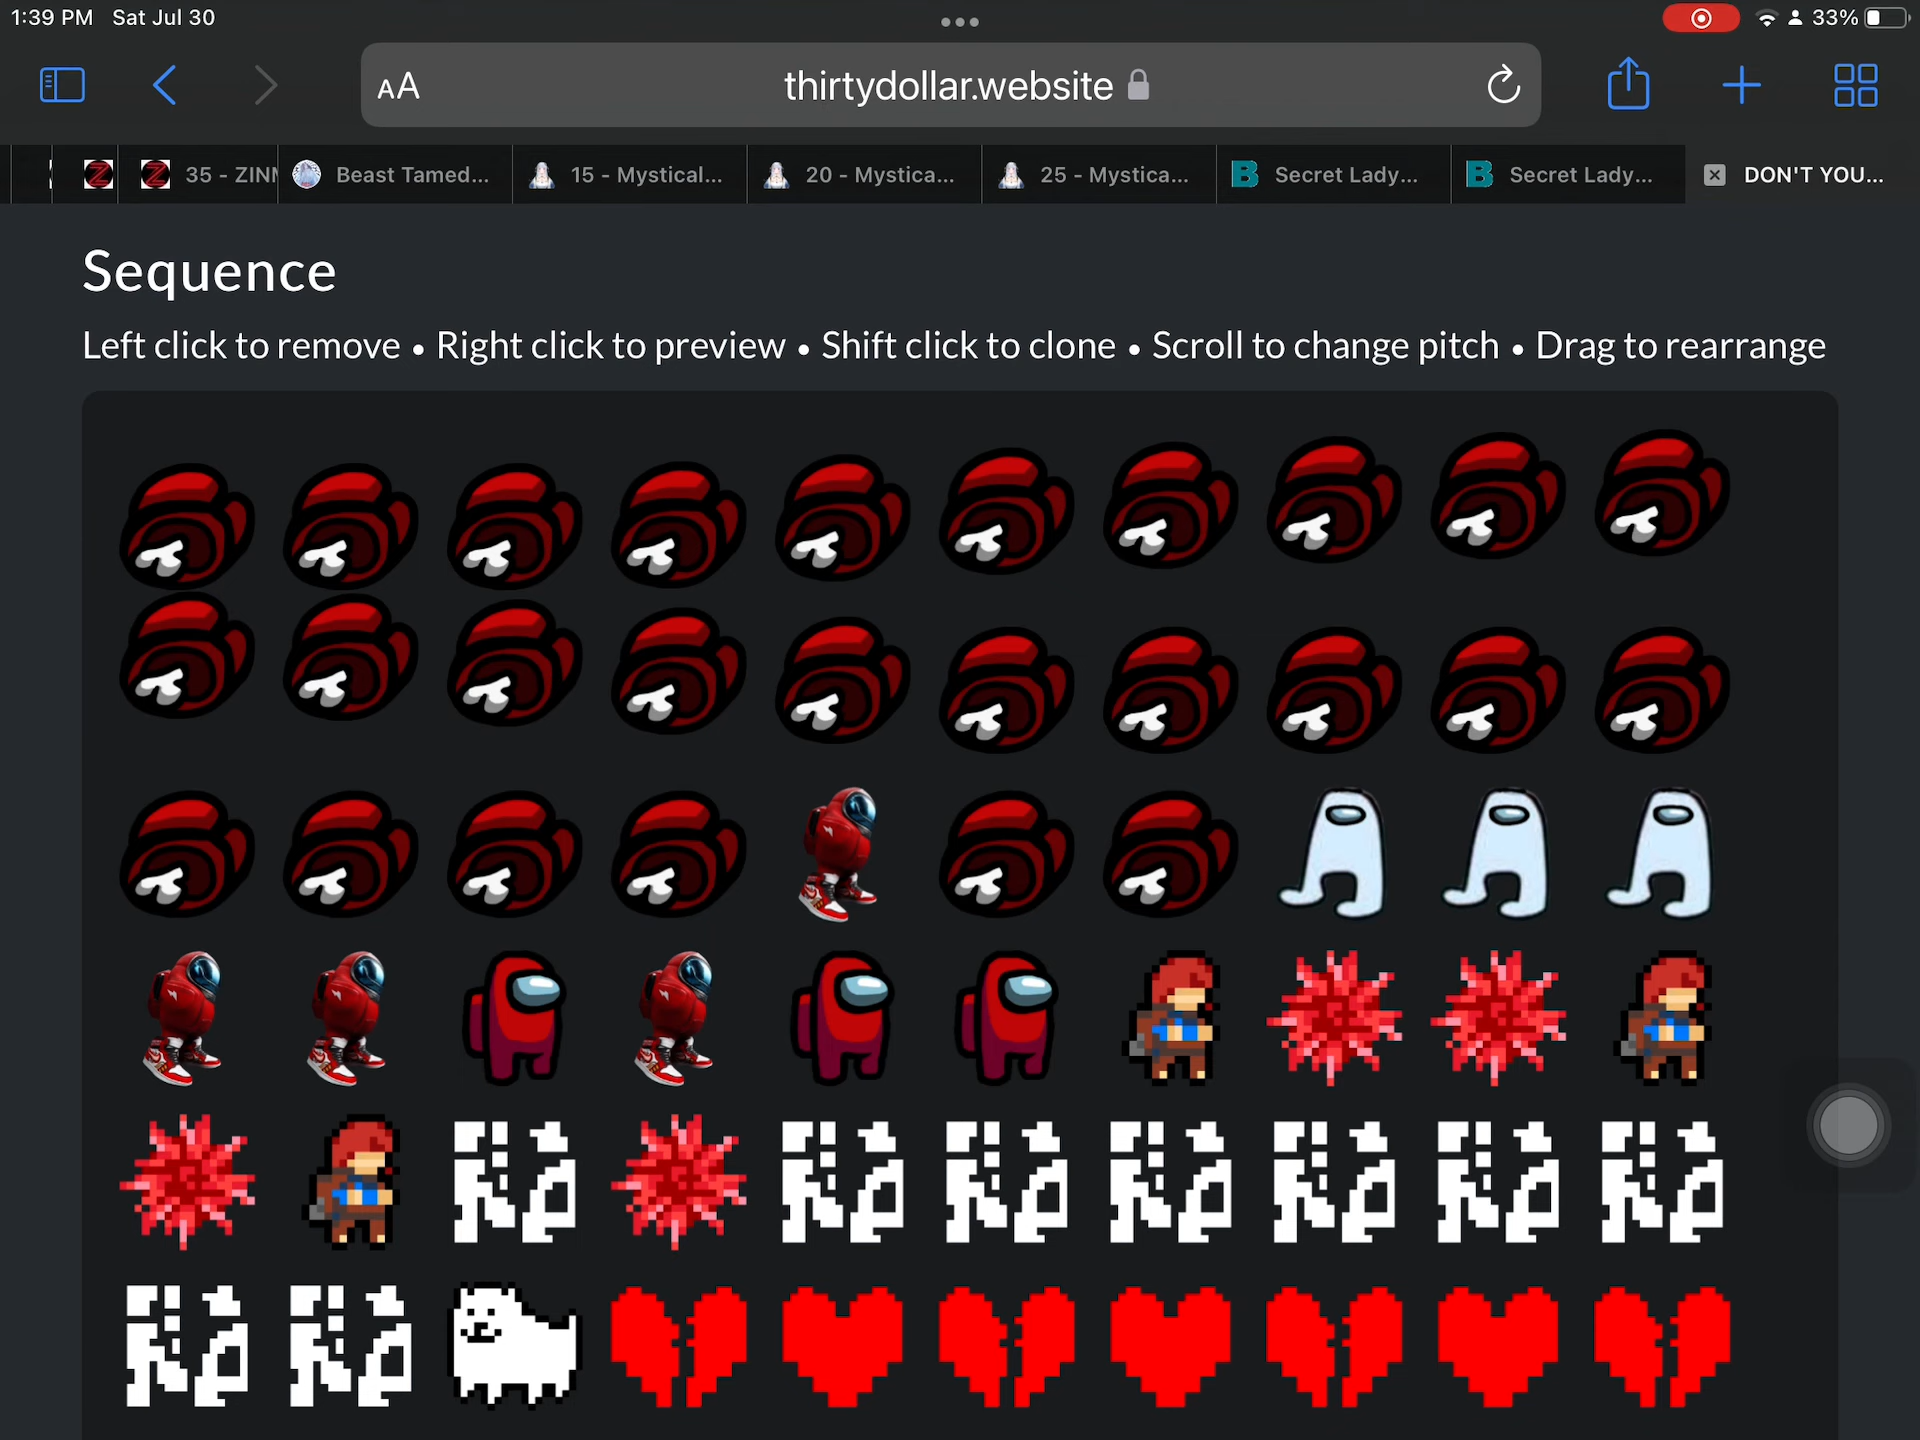 1:39 PM Sat Jul 30
33%
AA
thirtydollar.website
35 - ZIN
Beast Tamed...
15 - Mystical...
20 - Mystica...
25 - Mystica...
Secret Lady...
Secret Lady...
DON'T YOU...
Sequence
Left click to remove • Right click to preview • Shift click to clone • Scroll to change pitch • Drag to rearrange